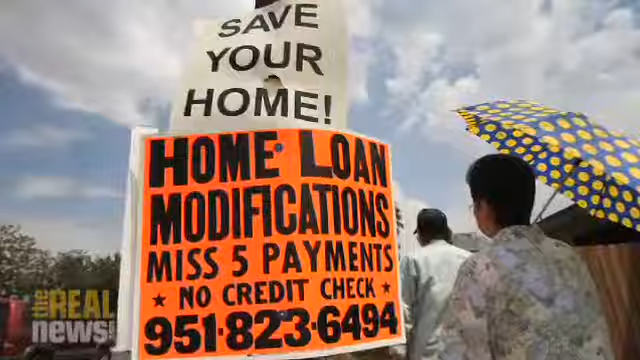 SAVE
YOUR
HOME!
HOME LOAN
MODIFICATIONS
MISS 5 PAYMENTS
★ NO CREDIT CHECK ★
951·823·6494
the REAL
news!